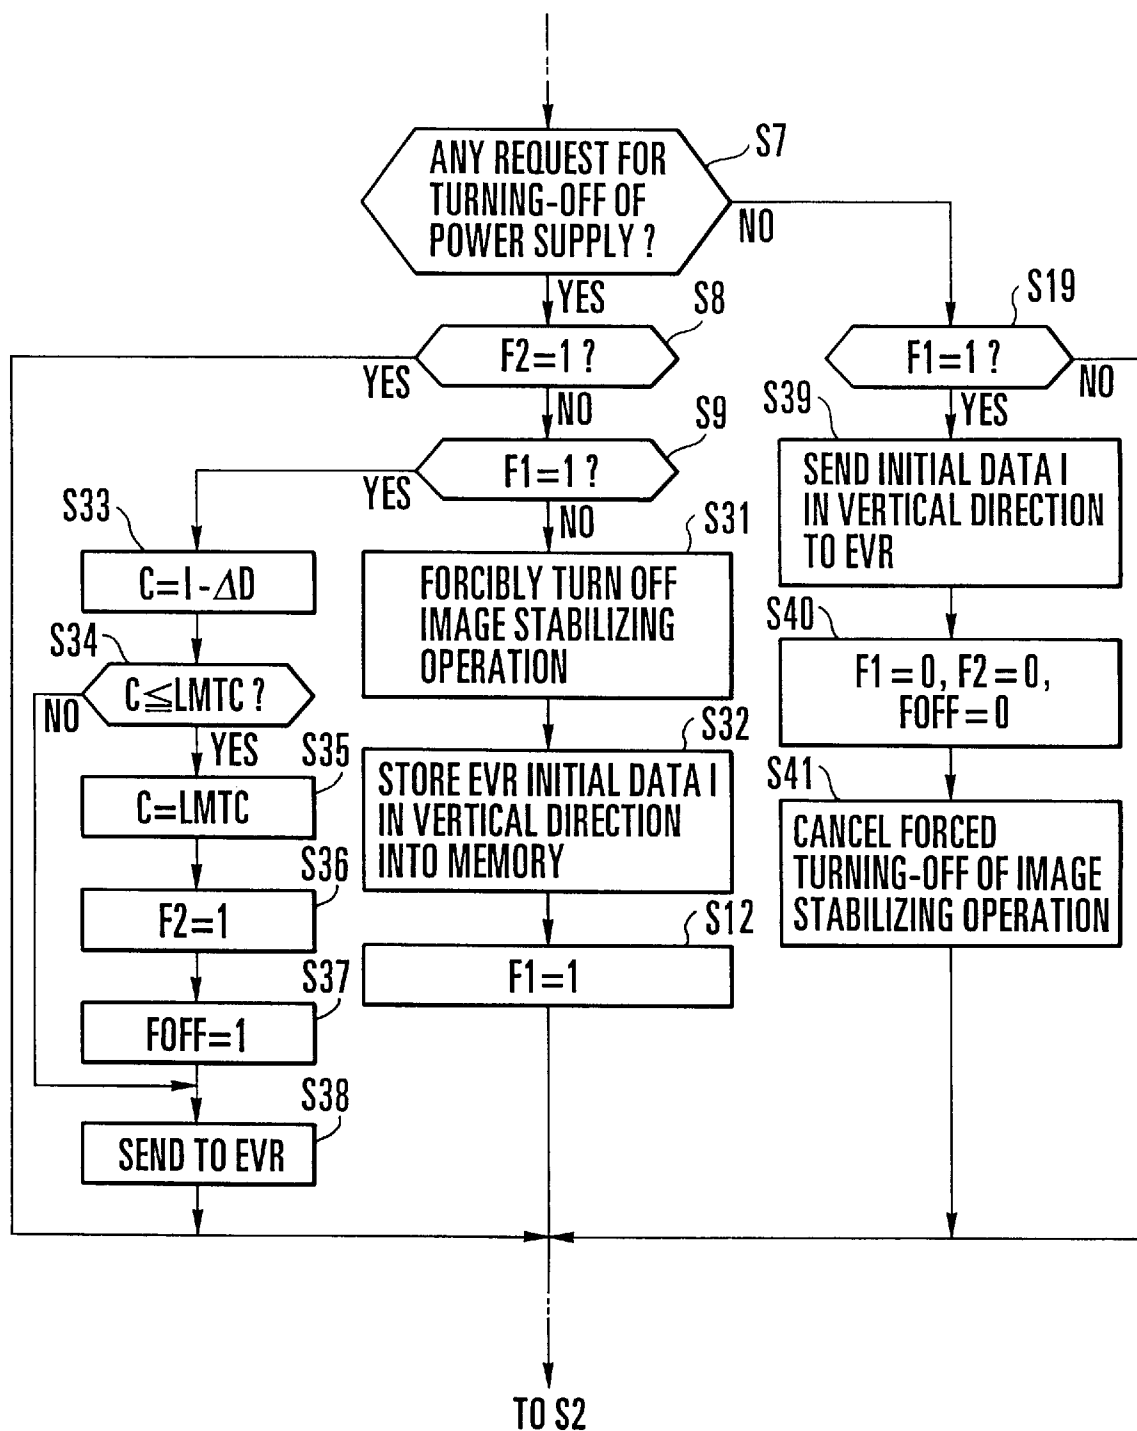 S7
ANY REQUEST FOR
TURNING-OFF OF
POWER SUPPLY ?
NO
YES
S8
F2=1 ?
YES
NO
S19
F1=1 ?
NO
YES
S9
F1=1 ?
YES
NO
S39
SEND INITIAL DATA I
IN VERTICAL DIRECTION
TO EVR
S33
C=I-ΔD
S31
FORCIBLY TURN OFF
IMAGE STABILIZING
OPERATION
S34
C≦LMTC ?
NO
YES
S40
F1=0, F2=0,
FOFF=0
S35
C=LMTC
S32
STORE EVR INITIAL DATA I
IN VERTICAL DIRECTION
INTO MEMORY
S41
CANCEL FORCED
TURNING-OFF OF IMAGE
STABILIZING OPERATION
S36
F2=1
S12
F1=1
S37
FOFF=1
S38
SEND TO EVR
TO S2